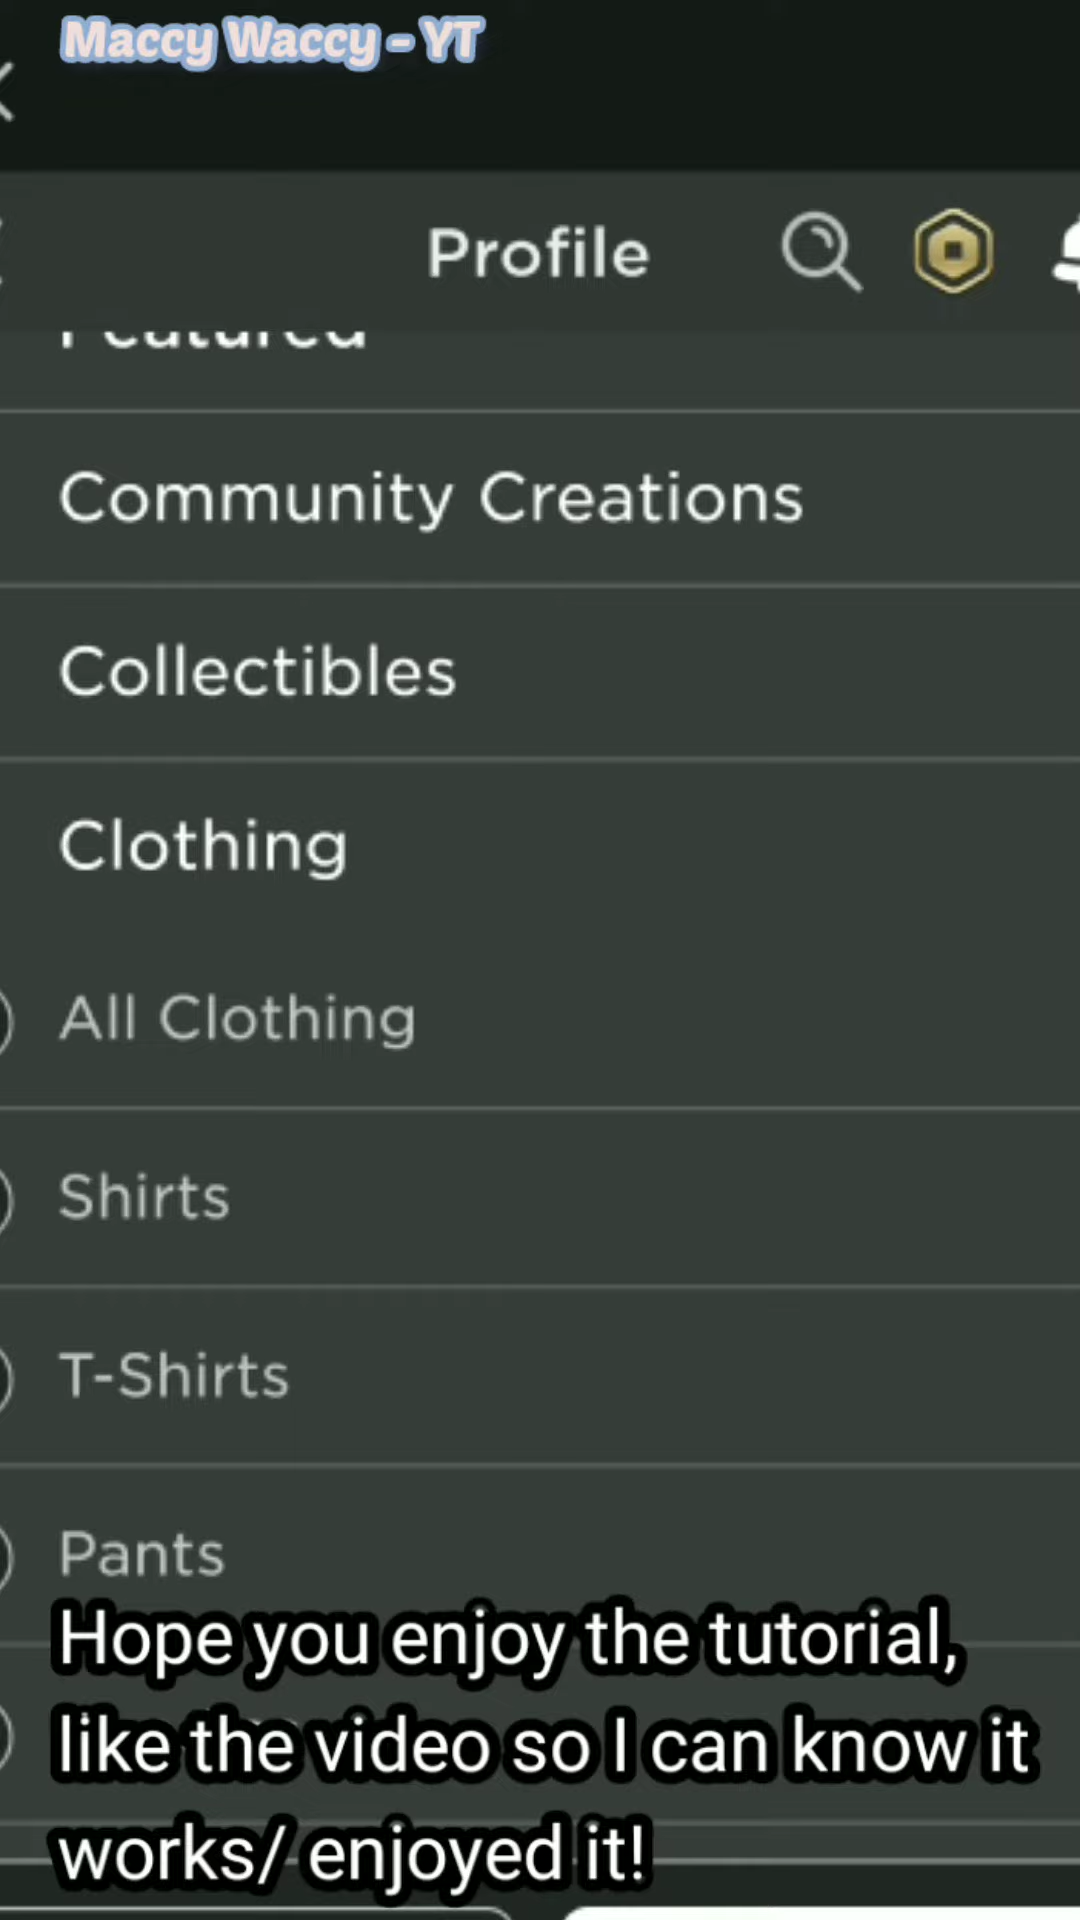 Maccy Waccy - YT
Profile
Featured
Community Creations
Collectibles
Clothing
All Clothing
Shirts
T-Shirts
Pants
Hope you enjoy the tutorial,
like the video so I can know it
works/ enjoyed it!